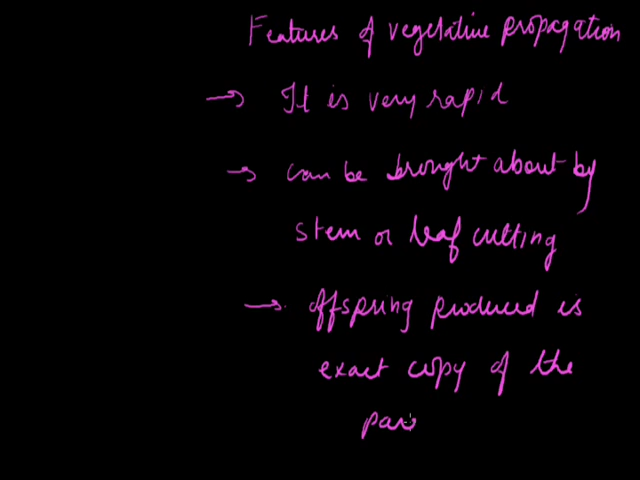 Features of vegetative propagation
→ It is very rapid
→ can be brought about by
stem or leaf cutting
→ offspring produced is
exact copy of the
par